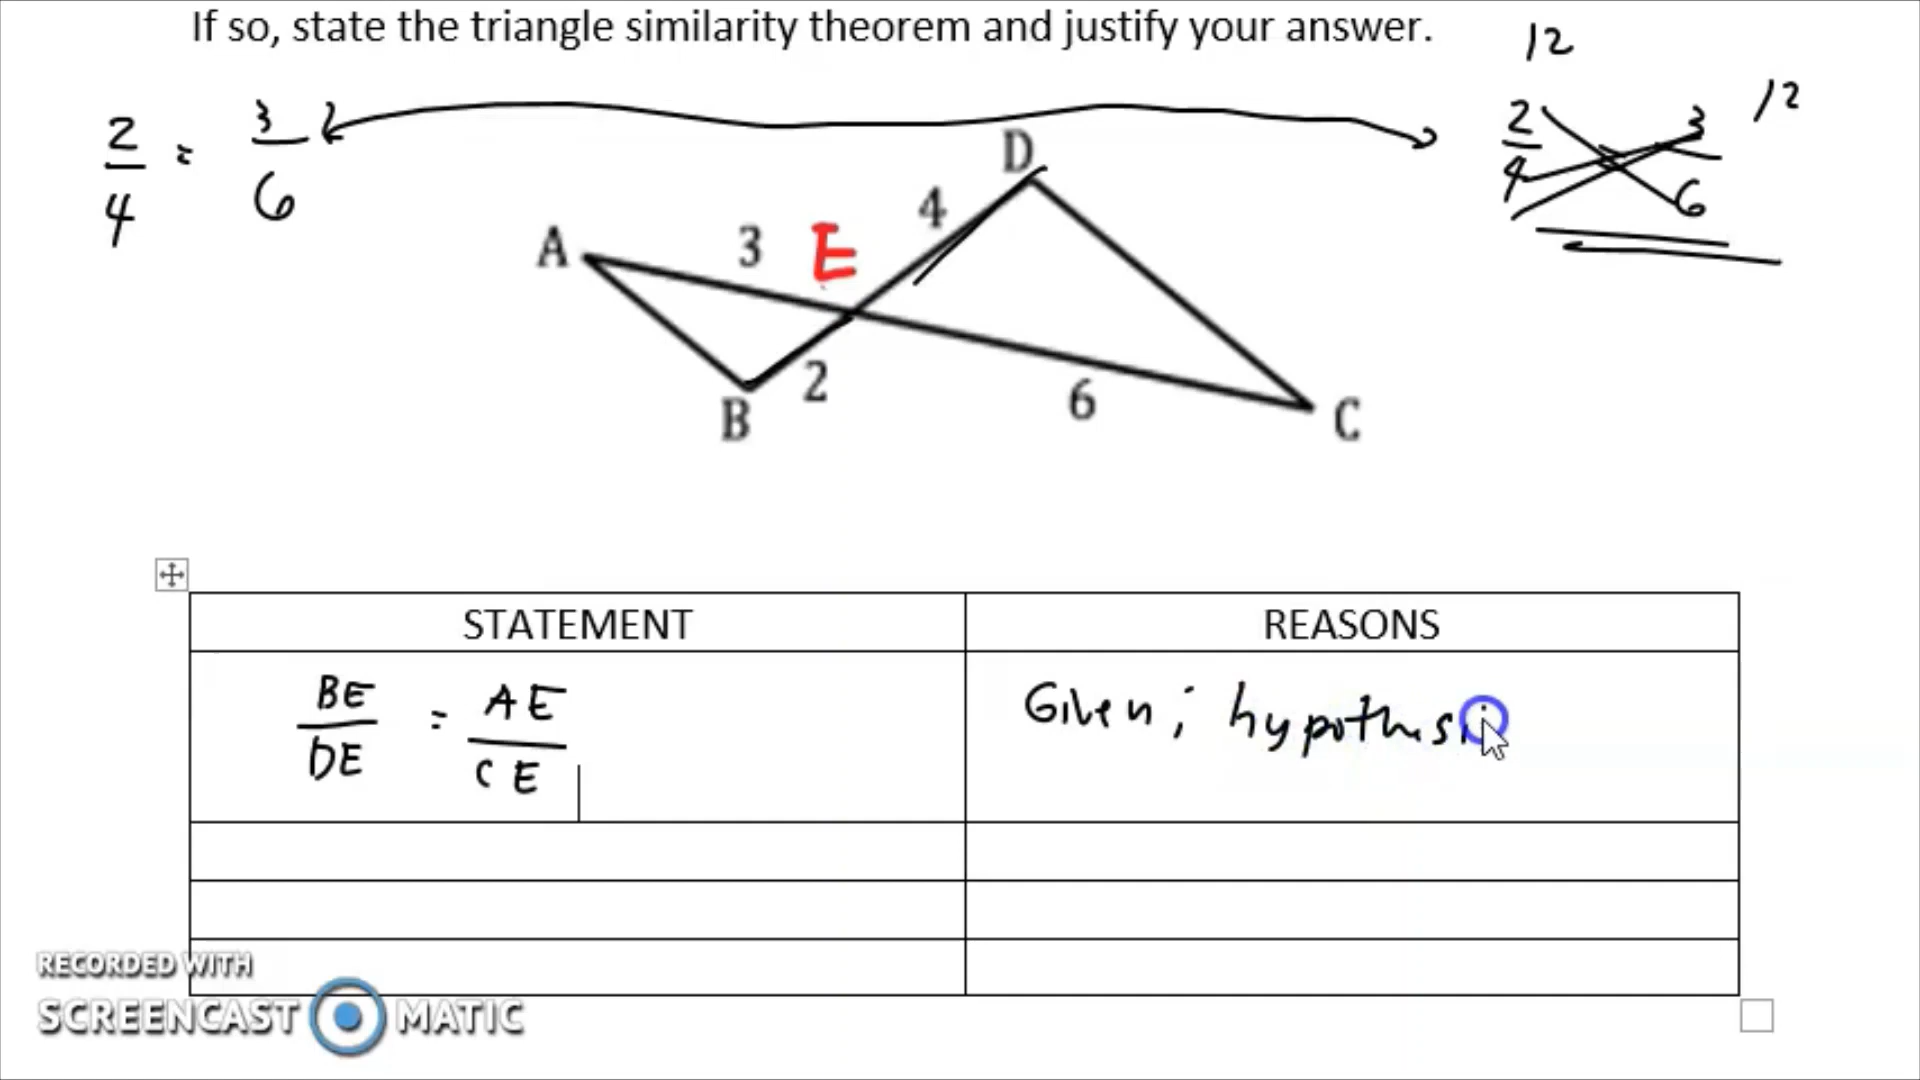 If so, state the triangle similarity theorem and justify your answer.
12
2/4 = 3/6
2/4 3/6 12
D
4
A 3 E
B 2 6 C
STATEMENT REASONS
BE/DE = AE/CE Given; hypothesi
RECORDED WITH
SCREENCAST MATIC